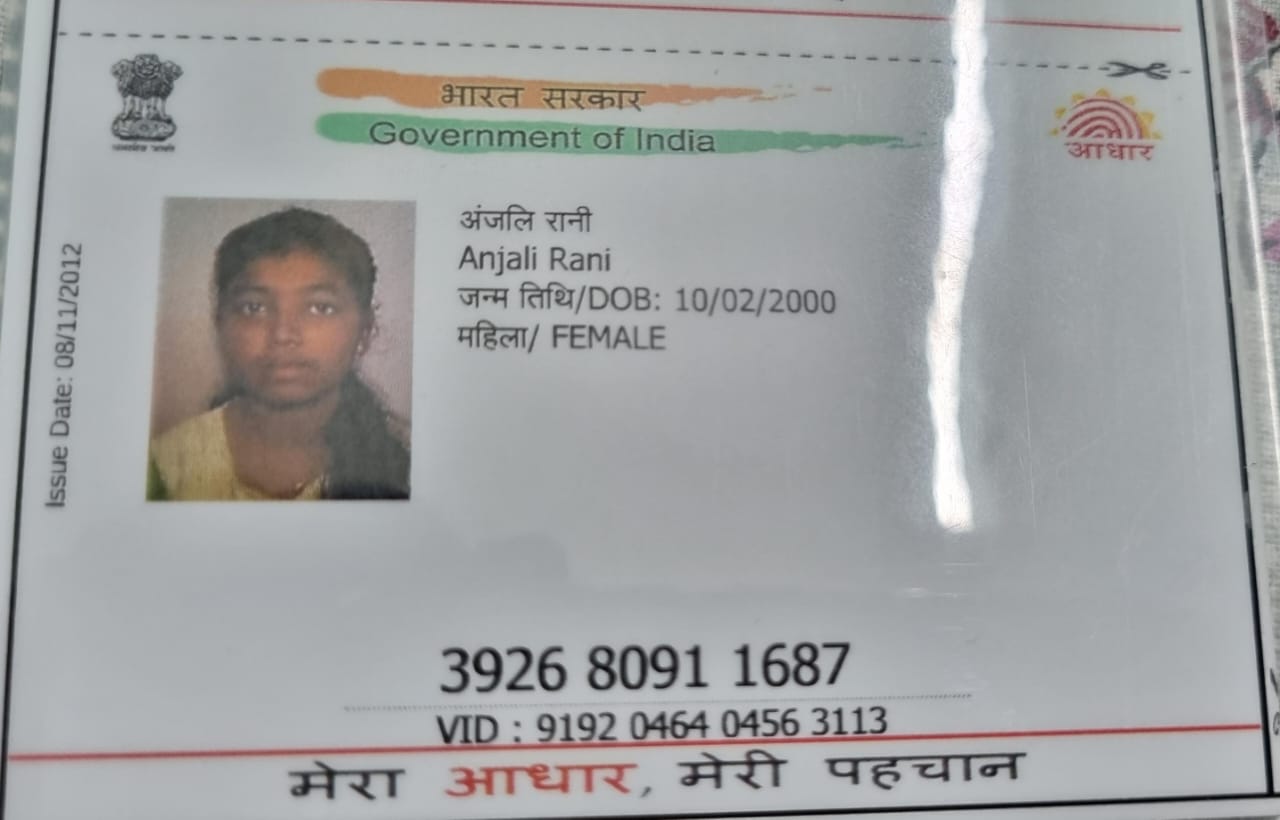 भारत सरकार
Government of India
आधार
अंजलि रानी
Anjali Rani
जन्म तिथि/DOB: 10/02/2000
महिला/ FEMALE
Issue Date: 08/11/2012
3926 8091 1687
VID : 9192 0464 0456 3113
मेरा आधार, मेरी पहचान